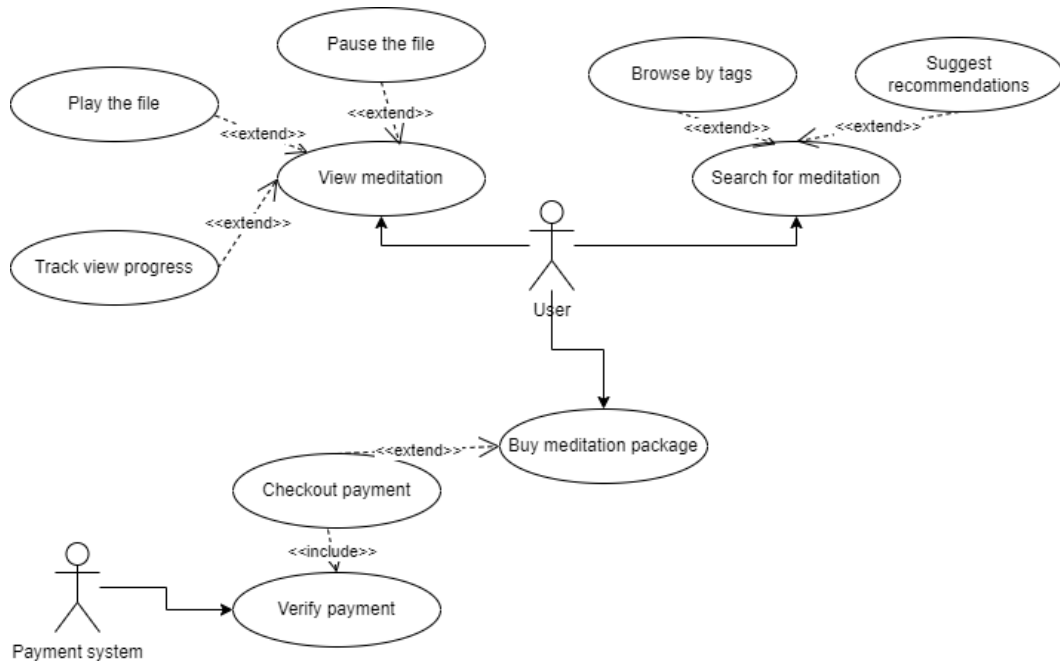 Pause the file
Play the file
Browse by tags
Suggest
recommendations
<<extend>>
<<extend>>
<<extend>>
<<extend>>
View meditation
Search for meditation
<<extend>>
Track view progress
User
<<extend>>
Buy meditation package
Checkout payment
<<include>>
Verify payment
Payment system